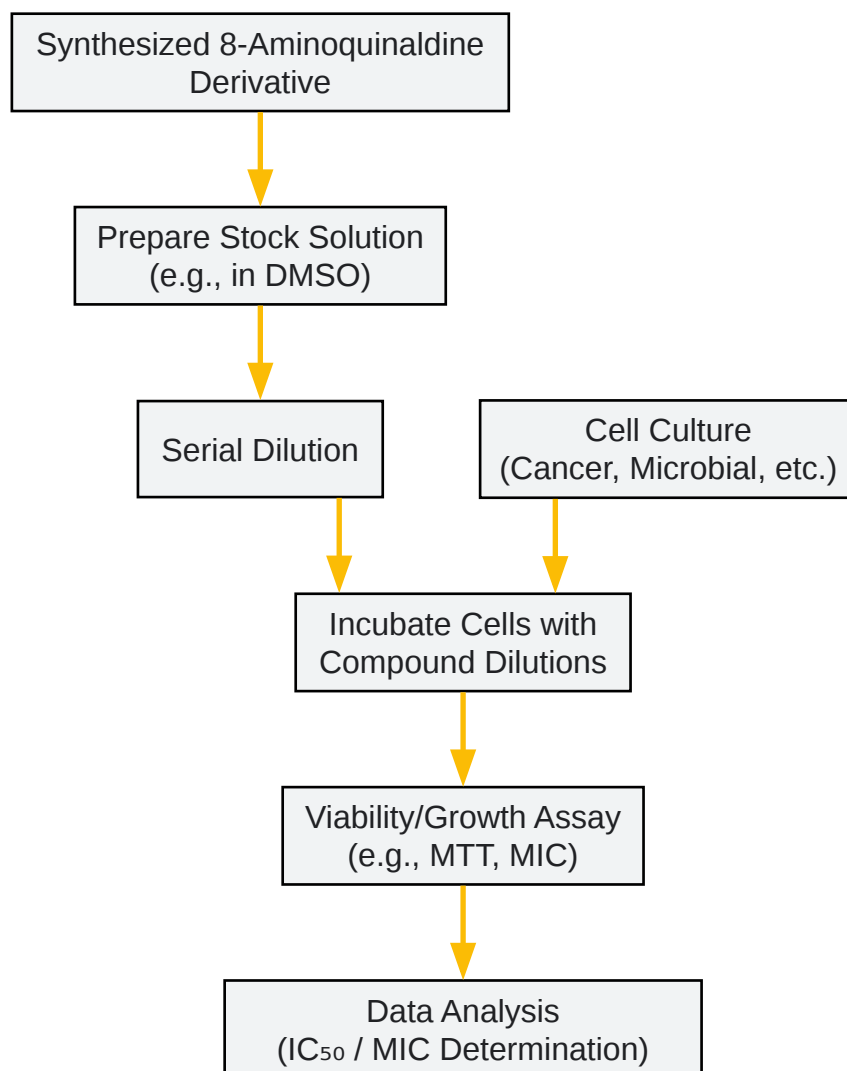 Synthesized 8-Aminoquinaldine
Derivative
Prepare Stock Solution
(e.g., in DMSO)
Serial Dilution
Cell Culture
(Cancer, Microbial, etc.)
Incubate Cells with
Compound Dilutions
Viability/Growth Assay
(e.g., MTT, MIC)
Data Analysis
(IC₅₀ / MIC Determination)